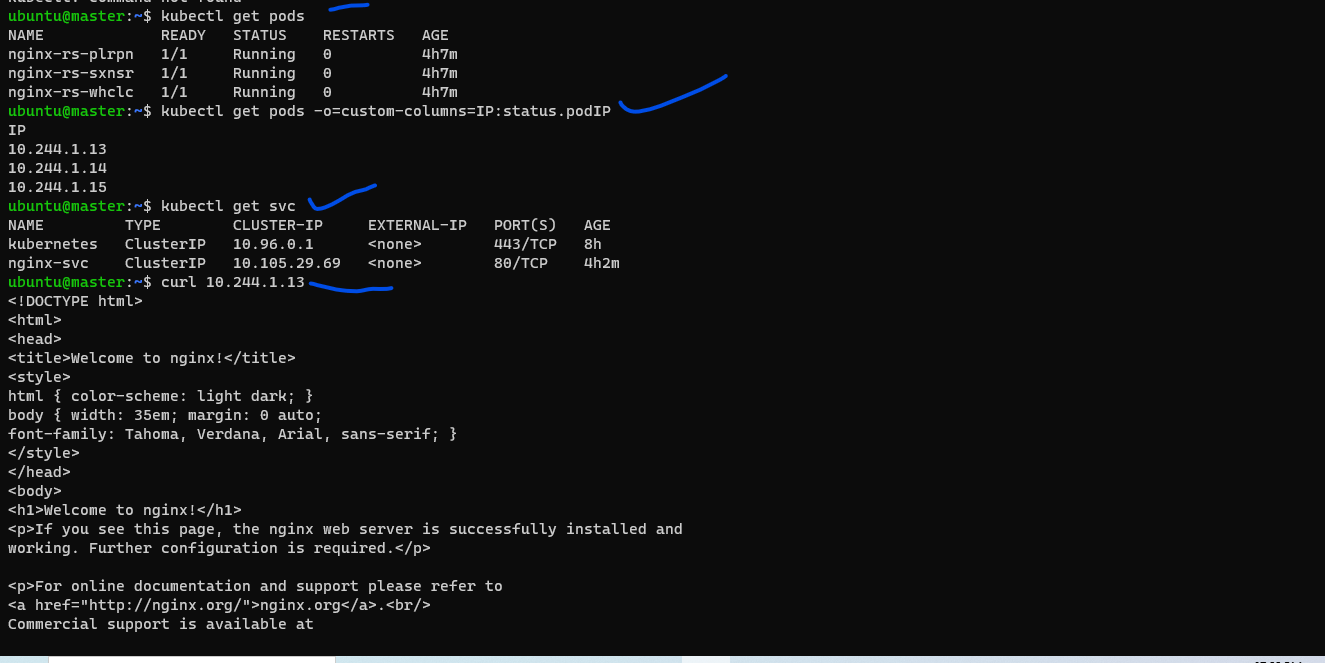 ubuntu@master:~$ kubectl get pods
NAME             READY   STATUS    RESTARTS   AGE
nginx-rs-plrpn   1/1     Running   0          4h7m
nginx-rs-sxnsr   1/1     Running   0          4h7m
nginx-rs-whclc   1/1     Running   0          4h7m
ubuntu@master:~$ kubectl get pods -o=custom-columns=IP:status.podIP
IP
10.244.1.13
10.244.1.14
10.244.1.15
ubuntu@master:~$ kubectl get svc
NAME         TYPE        CLUSTER-IP     EXTERNAL-IP   PORT(S)   AGE
kubernetes   ClusterIP   10.96.0.1      <none>        443/TCP   8h
nginx-svc    ClusterIP   10.105.29.69   <none>        80/TCP    4h2m
ubuntu@master:~$ curl 10.244.1.13
<!DOCTYPE html>
<html>
<head>
<title>Welcome to nginx!</title>
<style>
html { color-scheme: light dark; }
body { width: 35em; margin: 0 auto;
font-family: Tahoma, Verdana, Arial, sans-serif; }
</style>
</head>
<body>
<h1>Welcome to nginx!</h1>
<p>If you see this page, the nginx web server is successfully installed and
working. Further configuration is required.</p>

<p>For online documentation and support please refer to
<a href="http://nginx.org/">nginx.org</a>.<br/>
Commercial support is available at